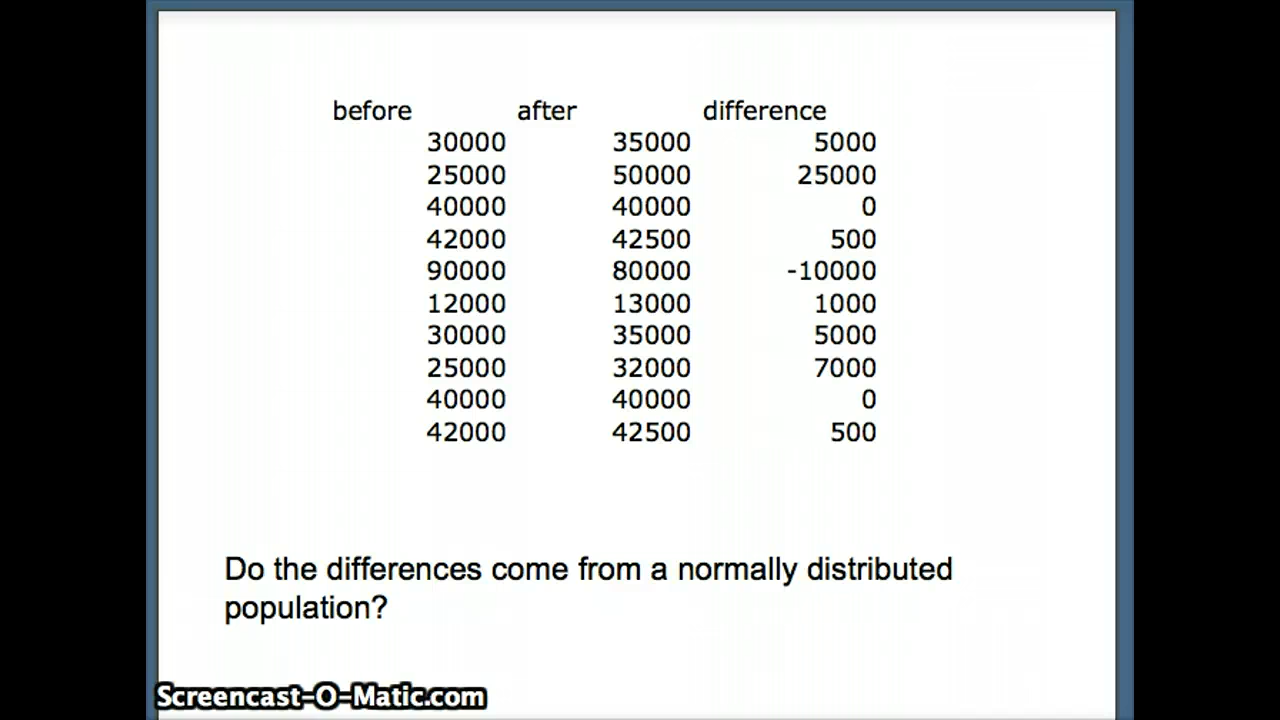 before after difference
30000 35000 5000
25000 50000 25000
40000 40000 0
42000 42500 500
90000 80000 -10000
12000 13000 1000
30000 35000 5000
25000 32000 7000
40000 40000 0
42000 42500 500
Do the differences come from a normally distributed
population?
Screencast-O-Matic.com